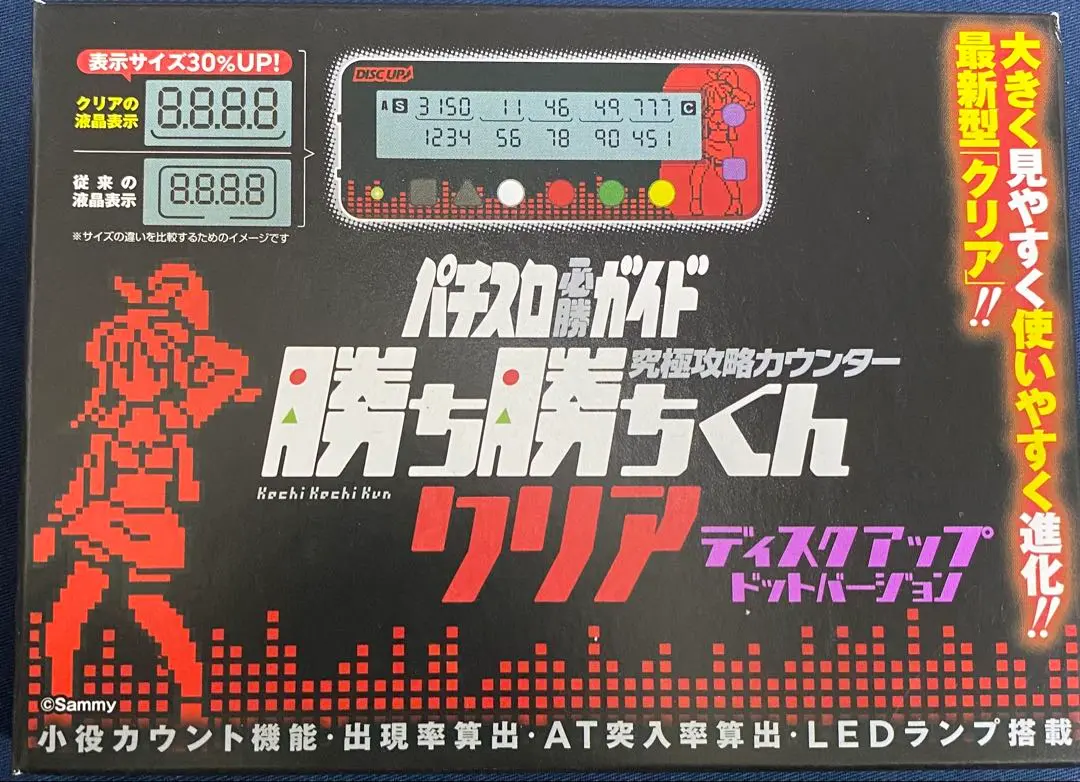 表示サイズ30%UP!
クリアの
液晶表示
8.8.8.8
従来の
液晶表示
8.8.8.8
※サイズの違いを比較するためのイメージです
DISC UP
A S 3150 11 46 49 777 C
1234 56 78 90 451
大きく見やすく使いやすく進化!!
最新型「クリア」!!
パチスロ必勝ガイド
究極攻略カウンター
勝ち勝ちくん
Kachi Kachi Kun
クリア
ディスクアップ
ドットバージョン
©Sammy
小役カウント機能・出現率算出・AT突入率算出・LEDランプ搭載